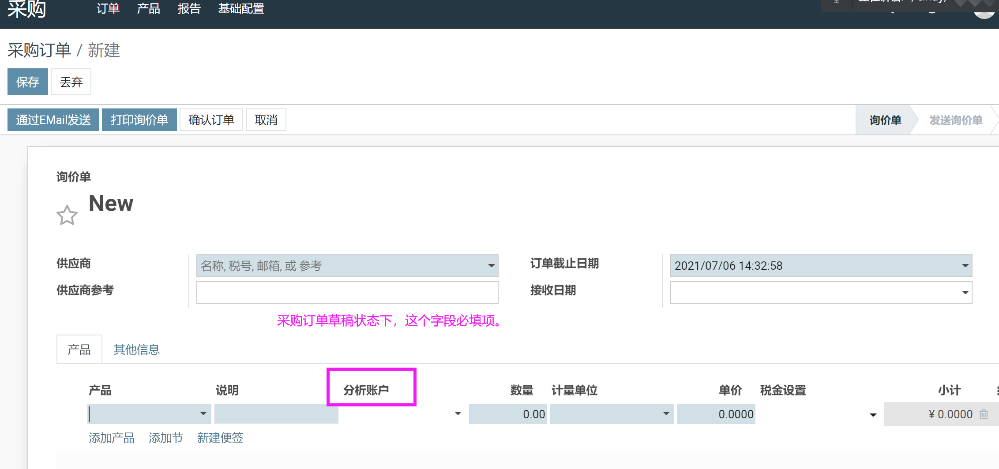 采购 订单 产品 报告 基础配置
采购订单 / 新建
保存 丢弃
通过EMail发送 打印询价单 确认订单 取消 询价单 发送询价单
询价单
New
供应商 名称, 税号, 邮箱, 或 参考 订单截止日期 2021/07/06 14:32:58
供应商参考 接收日期
采购订单草稿状态下，这个字段必填项。
产品 其他信息
产品 说明 分析账户 数量 计量单位 单价 税金设置 小计
0.00 0.0000 ¥ 0.0000
添加产品 添加节 新建便签